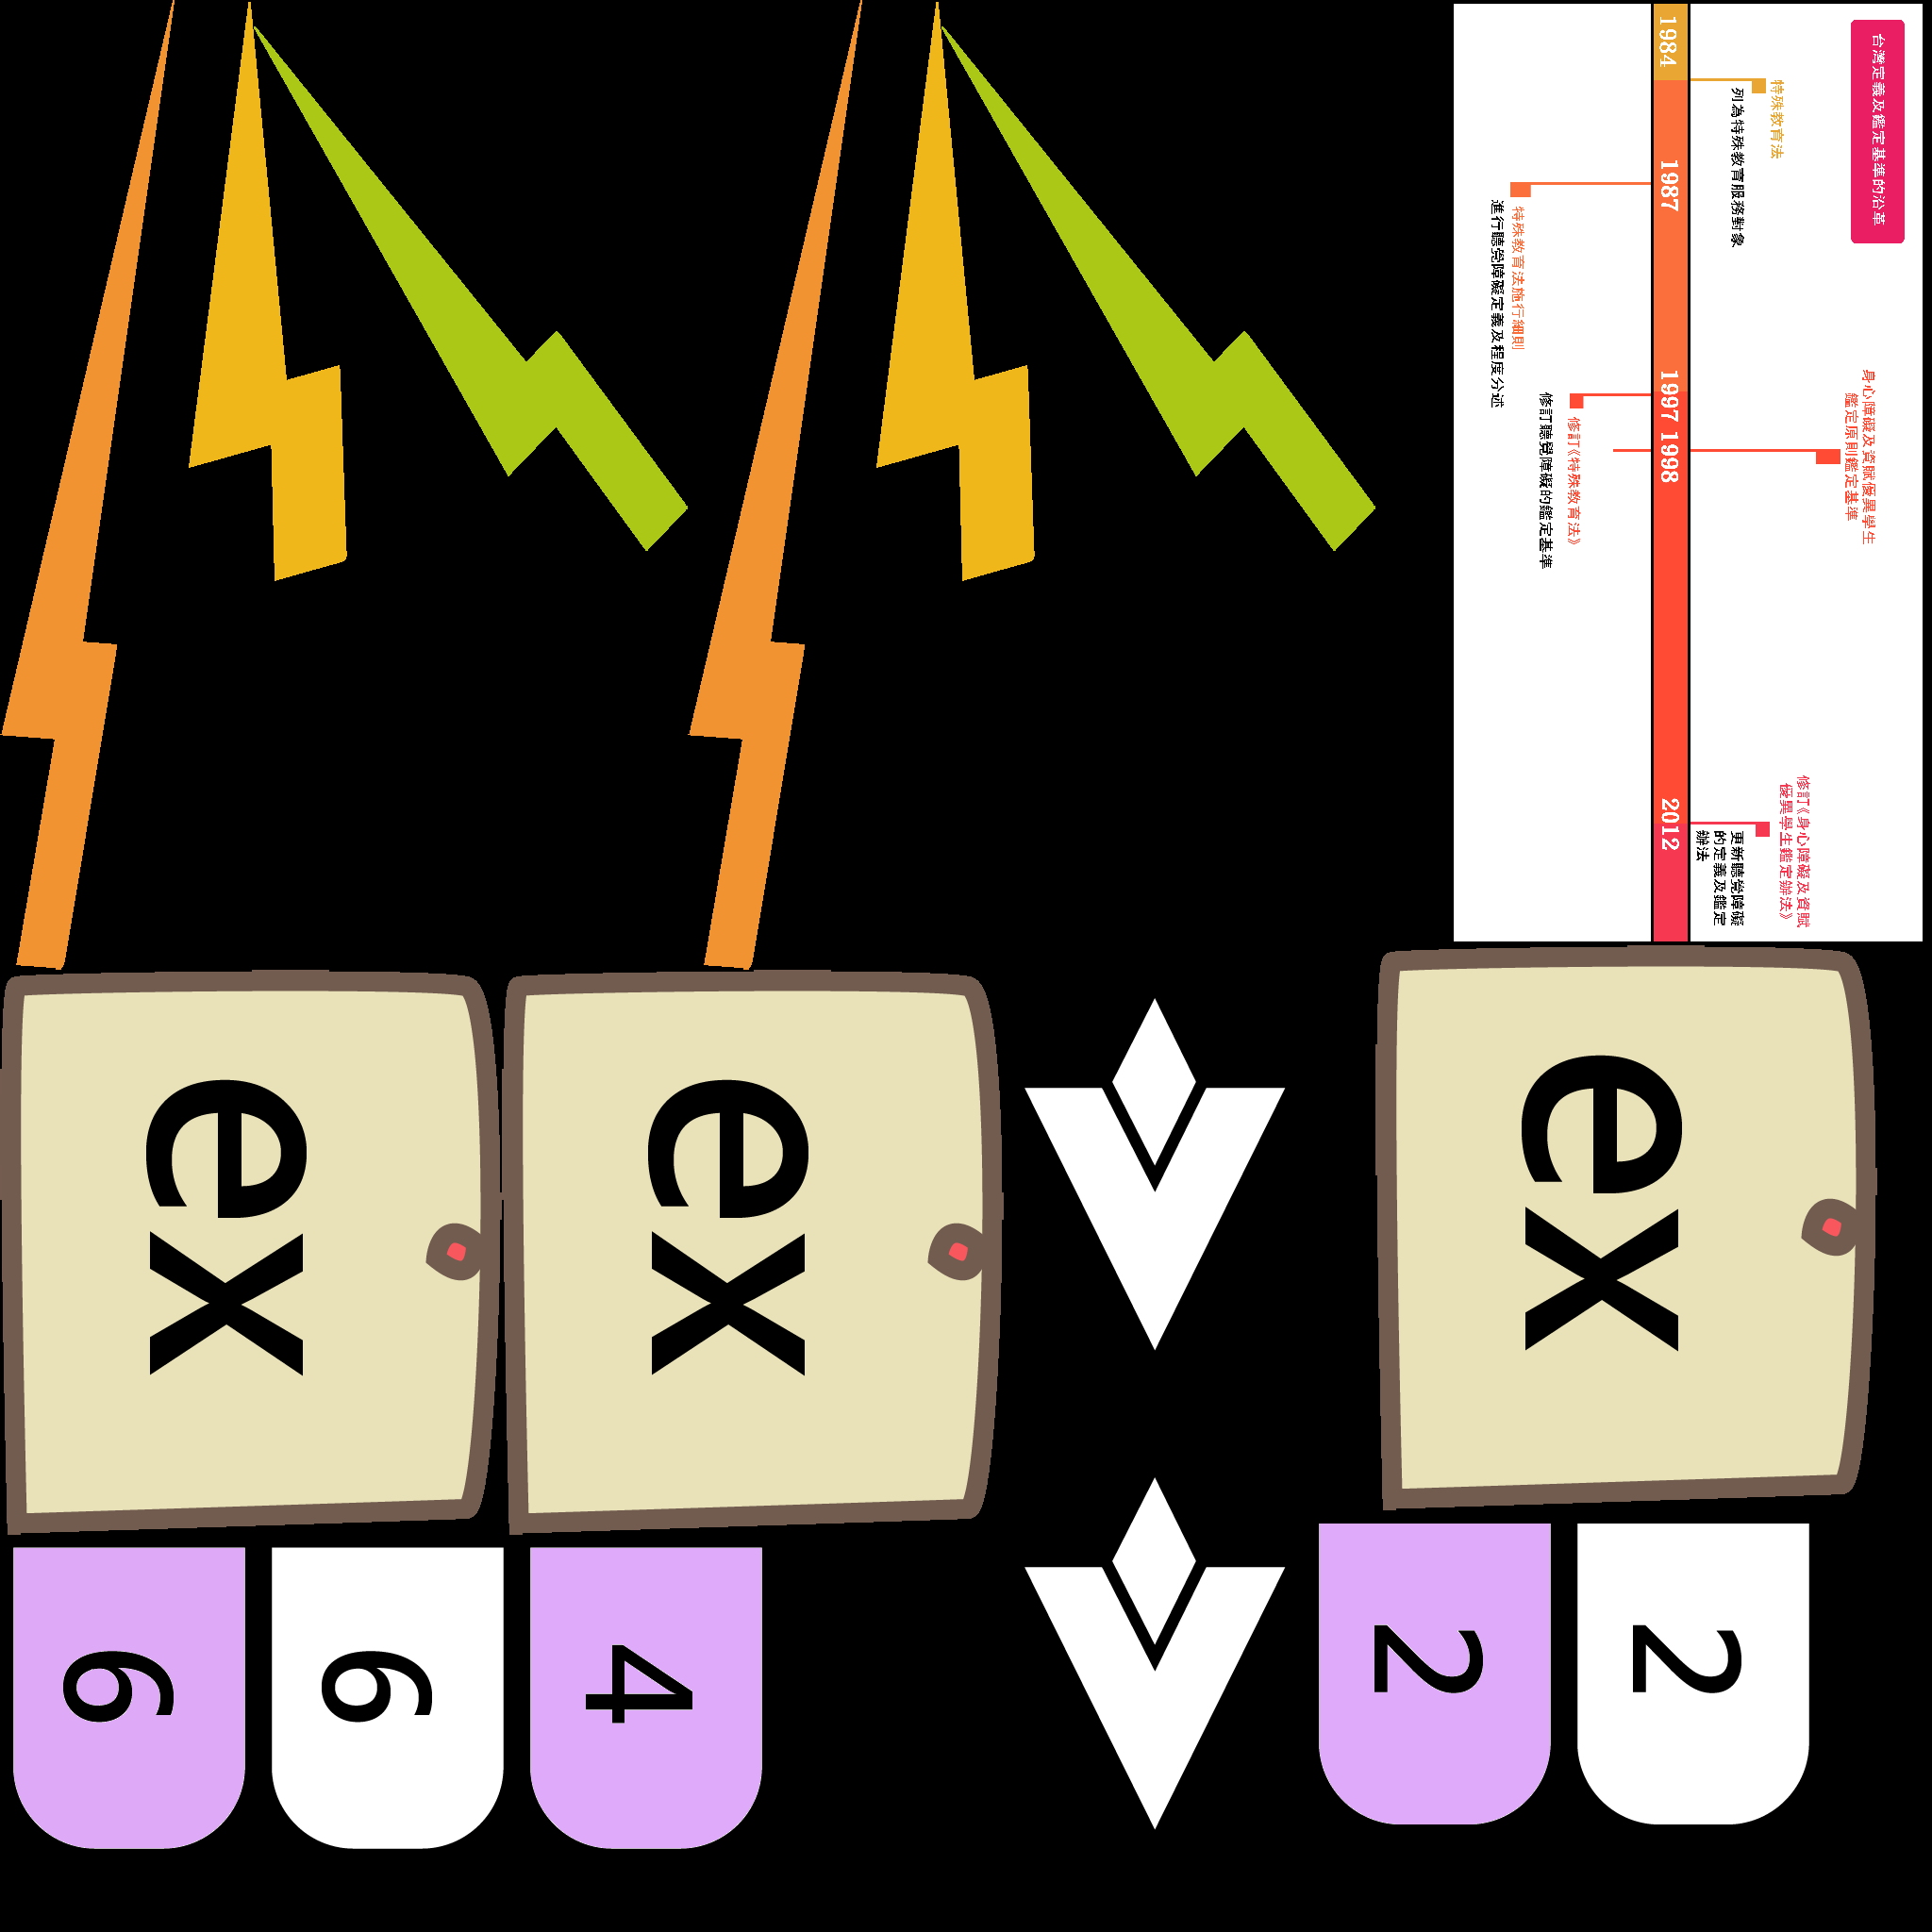 台灣定義及鑑定基準的沿革
身心障礙及資賦優異學生
鑑定原則鑑定基準
修訂《身心障礙及資賦
優異學生鑑定辦法》
特殊教育法
列為特殊教育服務對象
更新聽覺障礙
的定義及鑑定
辦法
1984
1987
1997
1998
2012
修訂《特殊教育法》
修訂聽覺障礙的鑑定基準
特殊教育法施行細則
進行聽覺障礙定義及程度分述
ex
ex
ex
2
2
4
6
6